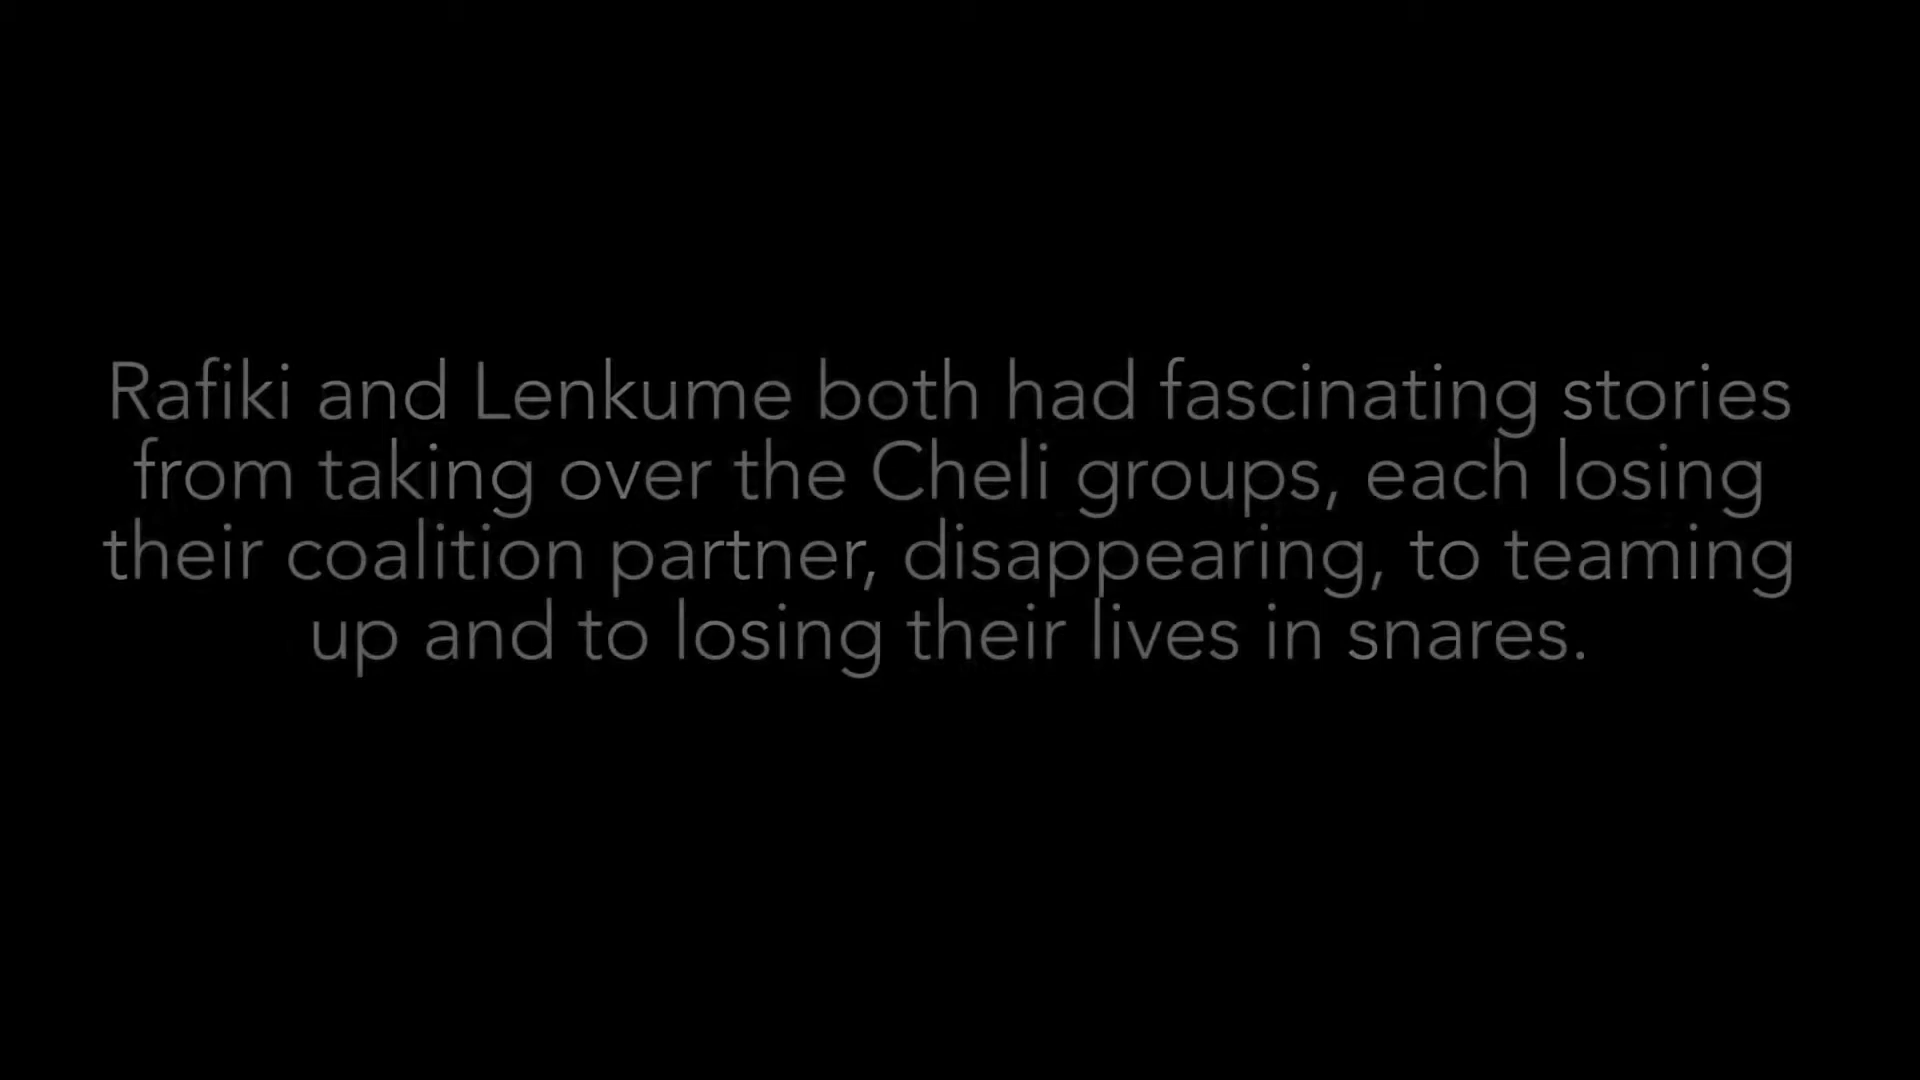 Rafiki and Lenkume both had fascinating stories
from taking over the Cheli groups, each losing
their coalition partner, disappearing, to teaming
up and to losing their lives in snares.